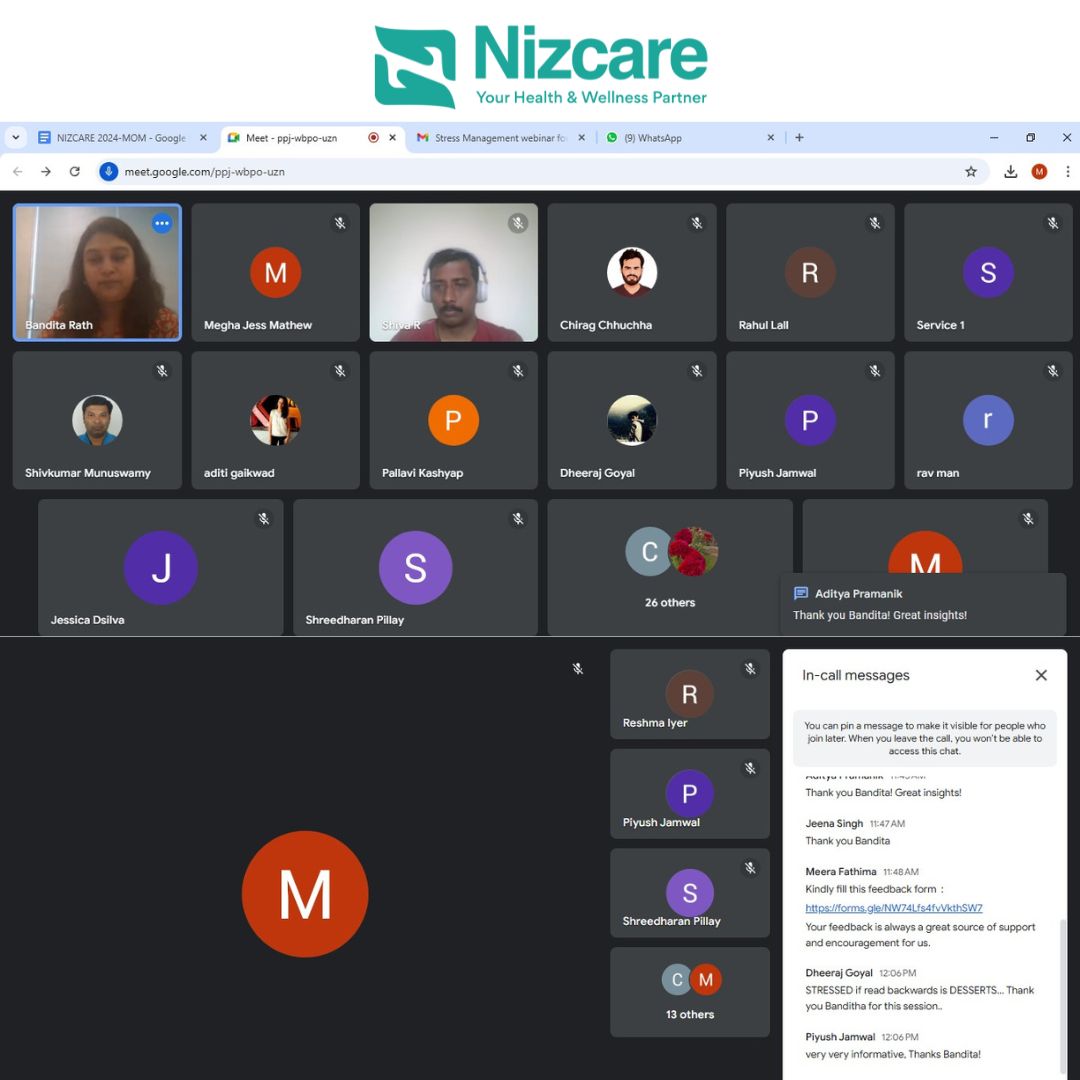 Nizcare
Your Health & Wellness Partner
NIZCARE 2024-MOM - Google
Meet - ppj-wbpo-uzn
Stress Management webinar fo
(9) WhatsApp
meet.google.com/ppj-wbpo-uzn
M
Bandita Rath
M
Megha Jess Mathew
Shiva R
Chirag Chhuchha
R
Rahul Lall
S
Service 1
Shivkumar Munuswamy
aditi gaikwad
P
Pallavi Kashyap
Dheeraj Goyal
P
Piyush Jamwal
r
rav man
J
Jessica Dsilva
S
Shreedharan Pillay
C
26 others
M
Aditya Pramanik
Thank you Bandita! Great insights!
M
R
Reshma Iyer
P
Piyush Jamwal
S
Shreedharan Pillay
C M
13 others
In-call messages
You can pin a message to make it visible for people who
join later. When you leave the call, you won't be able to
access this chat.
Aditya Pramanik 11:45 AM
Thank you Bandita! Great insights!
Jeena Singh 11:47 AM
Thank you Bandita
Meera Fathima 11:48 AM
Kindly fill this feedback form :
https://forms.gle/NW74Lfs4fvVkthSW7
Your feedback is always a great source of support
and encouragement for us.
Dheeraj Goyal 12:06 PM
STRESSED if read backwards is DESSERTS... Thank
you Banditha for this session..
Piyush Jamwal 12:06 PM
very very informative, Thanks Bandita!